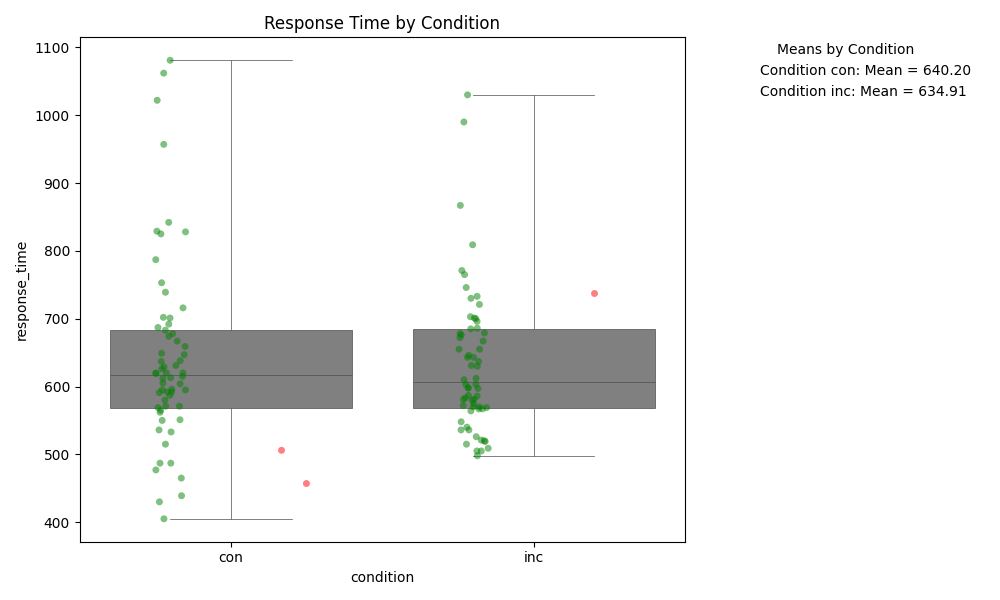 Response Time by Condition
Means by Condition
Condition con: Mean = 640.20
Condition inc: Mean = 634.91
response_time
1100
1000
900
800
700
600
500
400
con
inc
condition